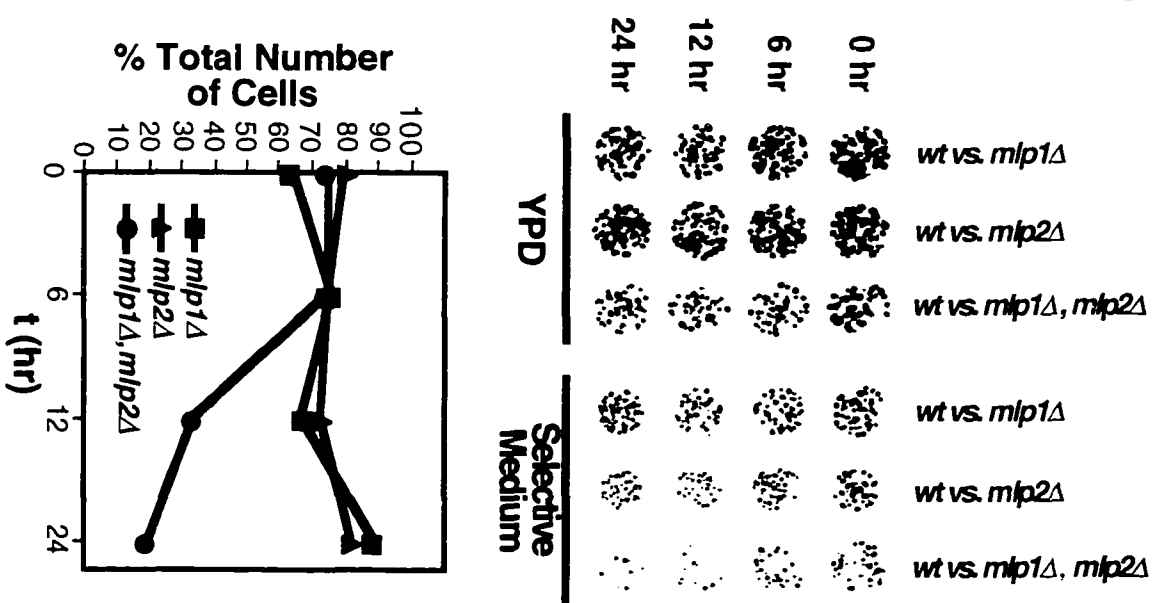 0 hr
6 hr
12 hr
24 hr
wt vs. mlp1Δ
wt vs. mlp2Δ
wt vs. mlp1Δ, mlp2Δ
wt vs. mlp1Δ
wt vs. mlp2Δ
wt vs. mlp1Δ, mlp2Δ
YPD
Selective
Medium
% Total Number
of Cells
100
90
80
70
60
50
40
30
20
10
0
0
6
12
24
t (hr)
mlp1Δ
mlp2Δ
mlp1Δ, mlp2Δ